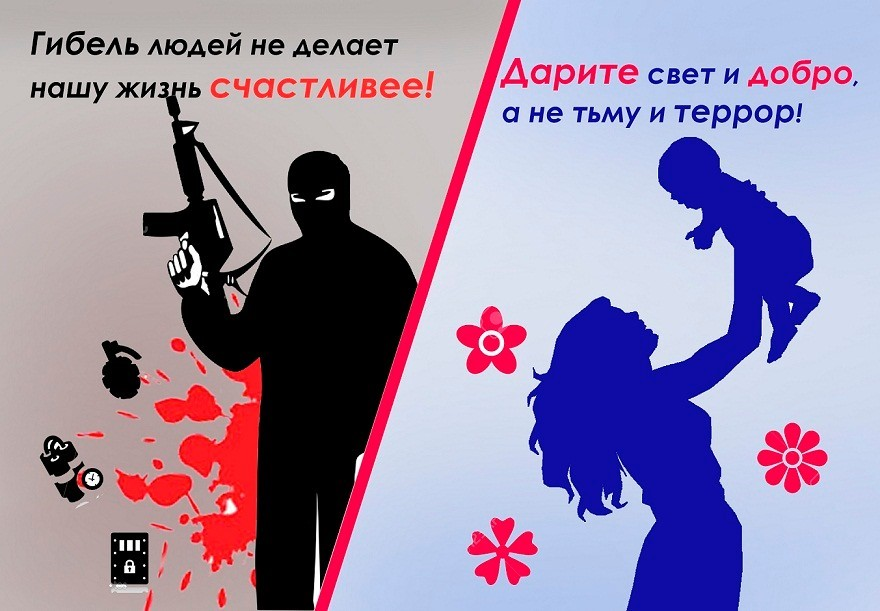 Гибель людей не делает
нашу жизнь счастливее!
Дарите свет и добро,
а не тьму и террор!